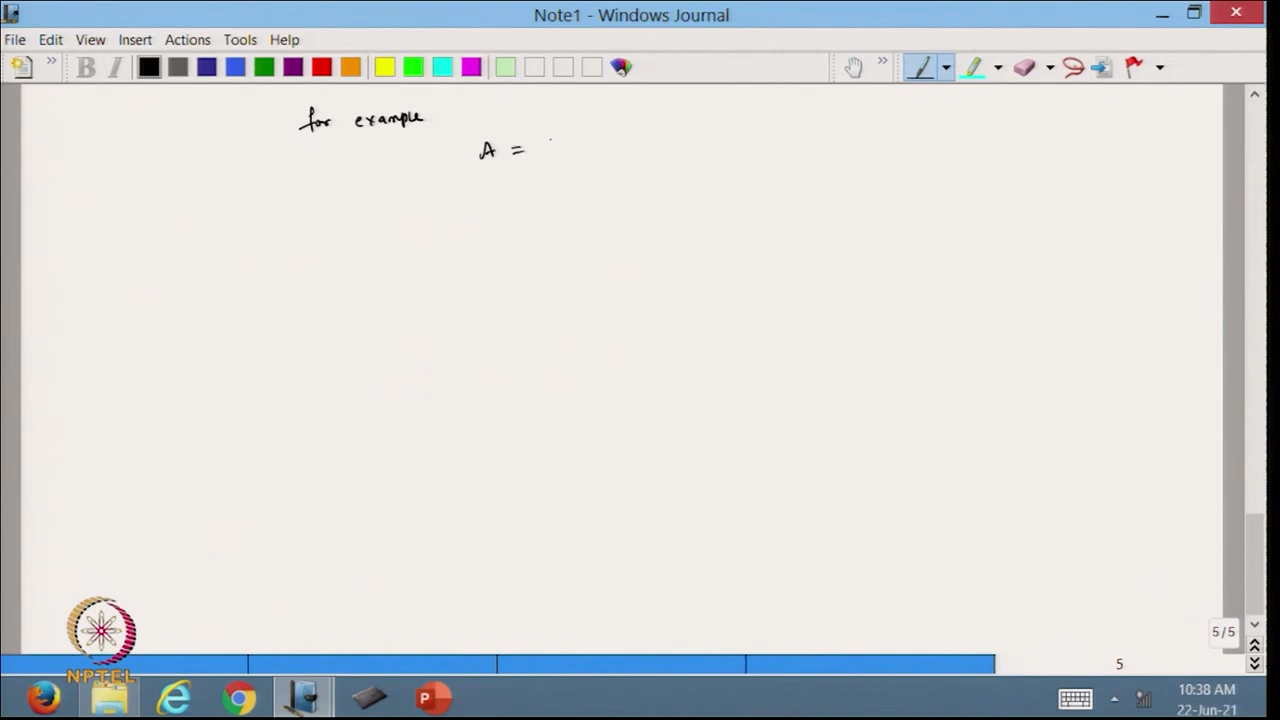 Note1 - Windows Journal
File Edit View Insert Actions Tools Help
B I
for example
A =
5/5
5
NPTEL
10:38 AM
22-Jun-21